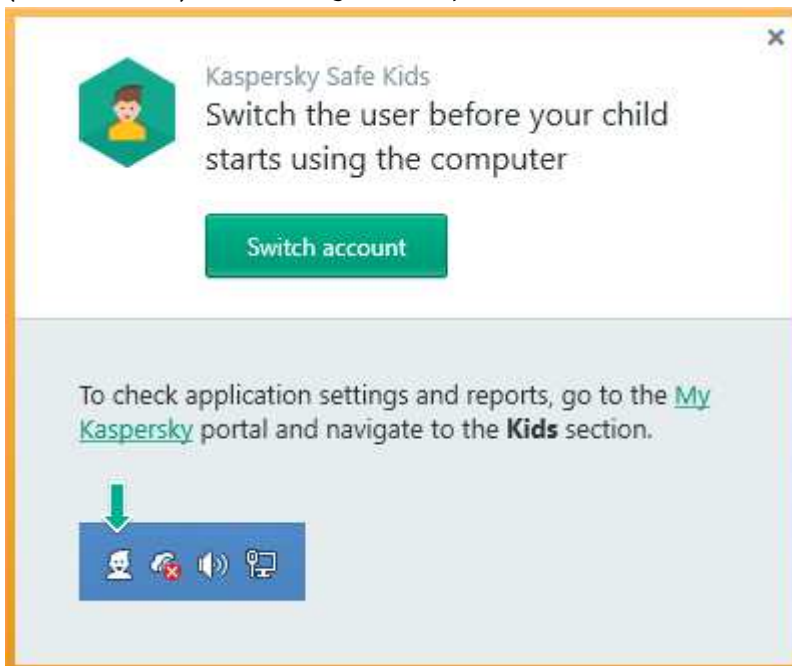 Kaspersky Safe Kids
Switch the user before your child
starts using the computer
Switch account
To check application settings and reports, go to the My
Kaspersky portal and navigate to the Kids section.